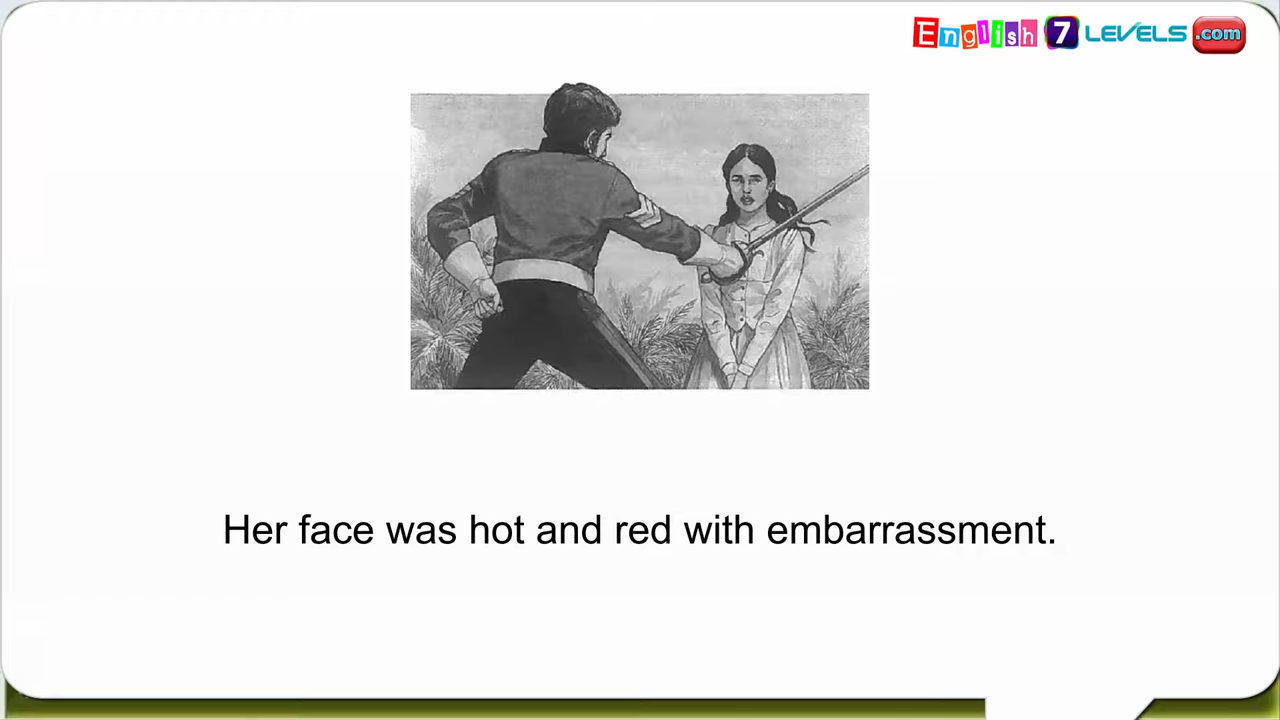 English 7 LEVELS .com
Her face was hot and red with embarrassment.